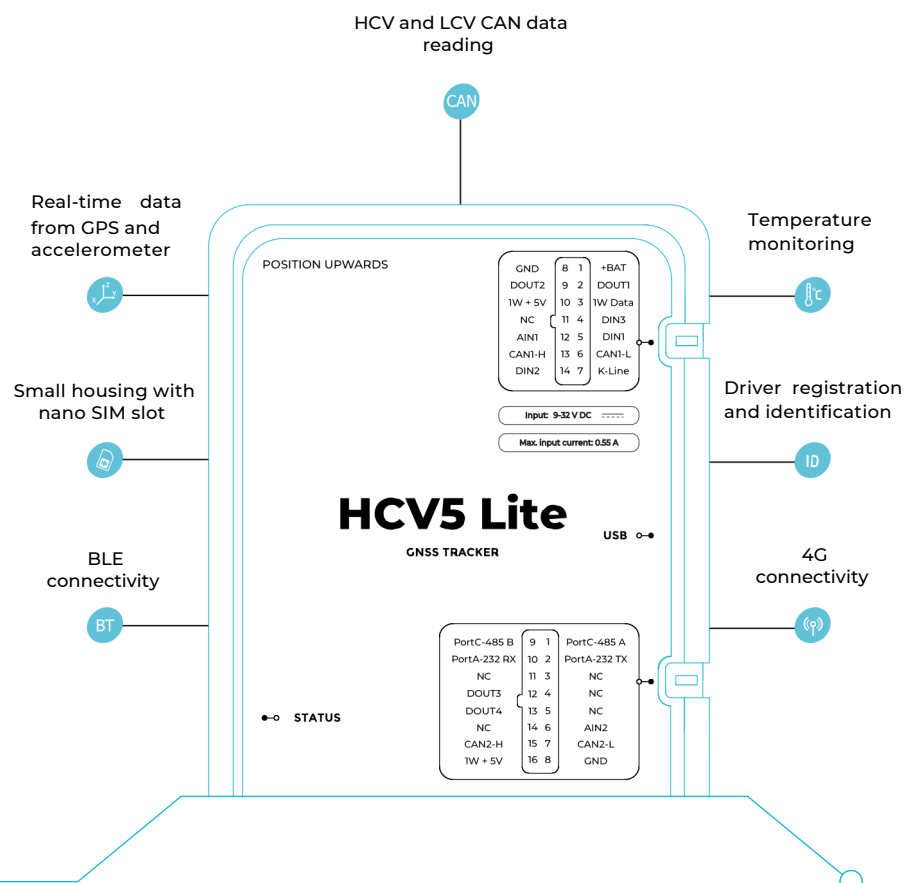 HCV and LCV CAN data
reading
CAN
Real-time data
from GPS and
accelerometer
x z Y
Temperature
monitoring
°C
POSITION UPWARDS
GND 8 1 +BAT
DOUT2 9 2 DOUT1
1W + 5V 10 3 1W Data
NC 11 4 DIN3
AIN1 12 5 DIN1
CAN1-H 13 6 CAN1-L
DIN2 14 7 K-Line
Small housing with
nano SIM slot
Driver registration
and identification
ID
Input: 9-32 V DC
Max. input current: 0.55 A
HCV5 Lite
GNSS TRACKER
USB
BLE
connectivity
BT
4G
connectivity
PortC-485 B 9 1 PortC-485 A
PortA-232 RX 10 2 PortA-232 TX
NC 11 3 NC
DOUT3 12 4 NC
DOUT4 13 5 NC
NC 14 6 AIN2
CAN2-H 15 7 CAN2-L
1W + 5V 16 8 GND
STATUS